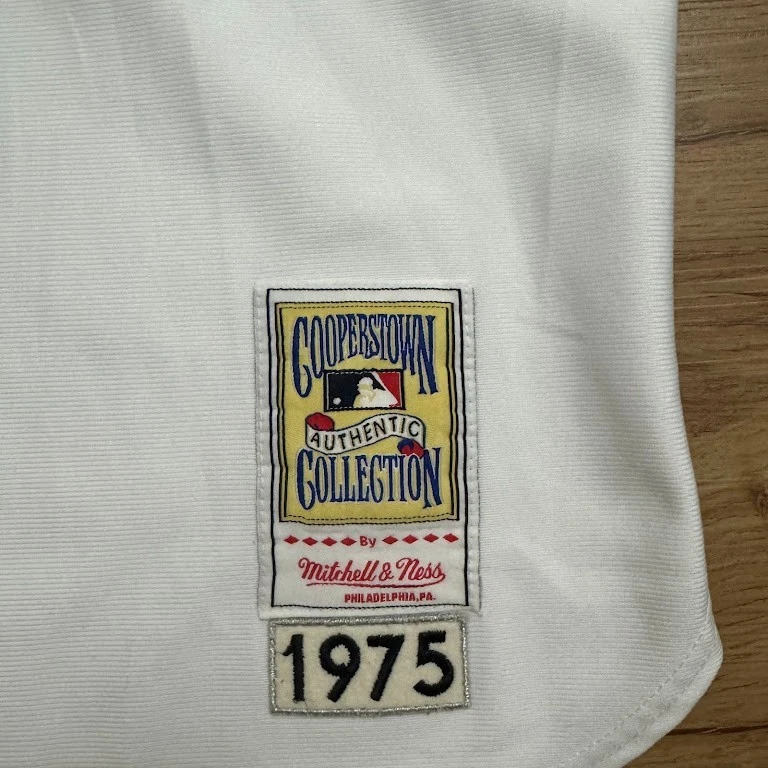 COOPERSTOWN
AUTHENTIC
COLLECTION
By
Mitchell & Ness
PHILADELPHIA, PA.
1975